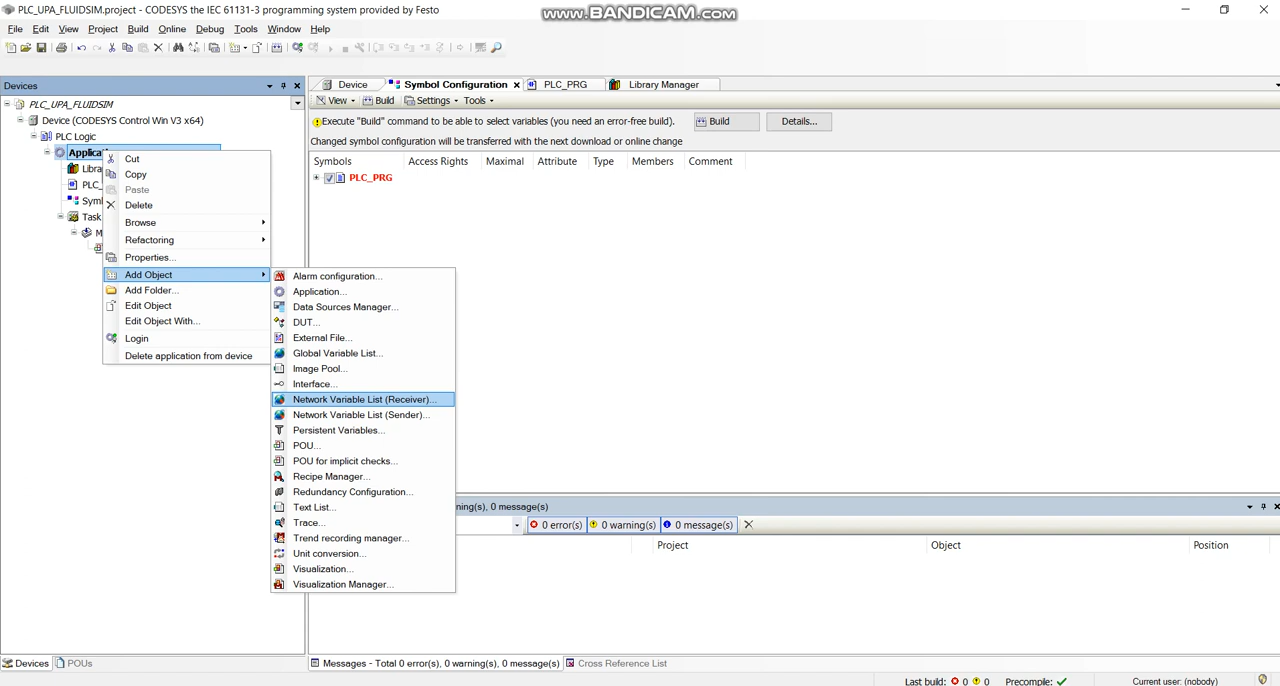 PLC_UPA_FLUIDSIM.project - CODESYS the IEC 61131-3 programming system provided by Festo
www.BANDICAM.com
File Edit View Project Build Online Debug Tools Window Help
Devices
Device Symbol Configuration PLC_PRG Library Manager
View Build Settings Tools
PLC_UPA_FLUIDSIM
Device (CODESYS Control Win V3 x64)
PLC Logic
Applicati
Libra
PLC_
Symb
Task
M
Execute "Build" command to be able to select variables (you need an error-free build). Build Details...
Changed symbol configuration will be transferred with the next download or online change
Symbols Access Rights Maximal Attribute Type Members Comment
PLC_PRG
Cut
Copy
Paste
Delete
Browse
Refactoring
Properties...
Add Object
Add Folder...
Edit Object
Edit Object With...
Login
Delete application from device
Alarm configuration...
Application...
Data Sources Manager...
DUT...
External File...
Global Variable List...
Image Pool...
Interface...
Network Variable List (Receiver)...
Network Variable List (Sender)...
Persistent Variables...
POU...
POU for implicit checks...
Recipe Manager...
Redundancy Configuration...
Text List...
Trace...
Trend recording manager...
Unit conversion...
Visualization...
Visualization Manager...
ning(s), 0 message(s)
0 error(s) 0 warning(s) 0 message(s)
Project Object Position
Devices POUs
Messages - Total 0 error(s), 0 warning(s), 0 message(s) Cross Reference List
Last build: 0 0 Precompile: Current user: (nobody)